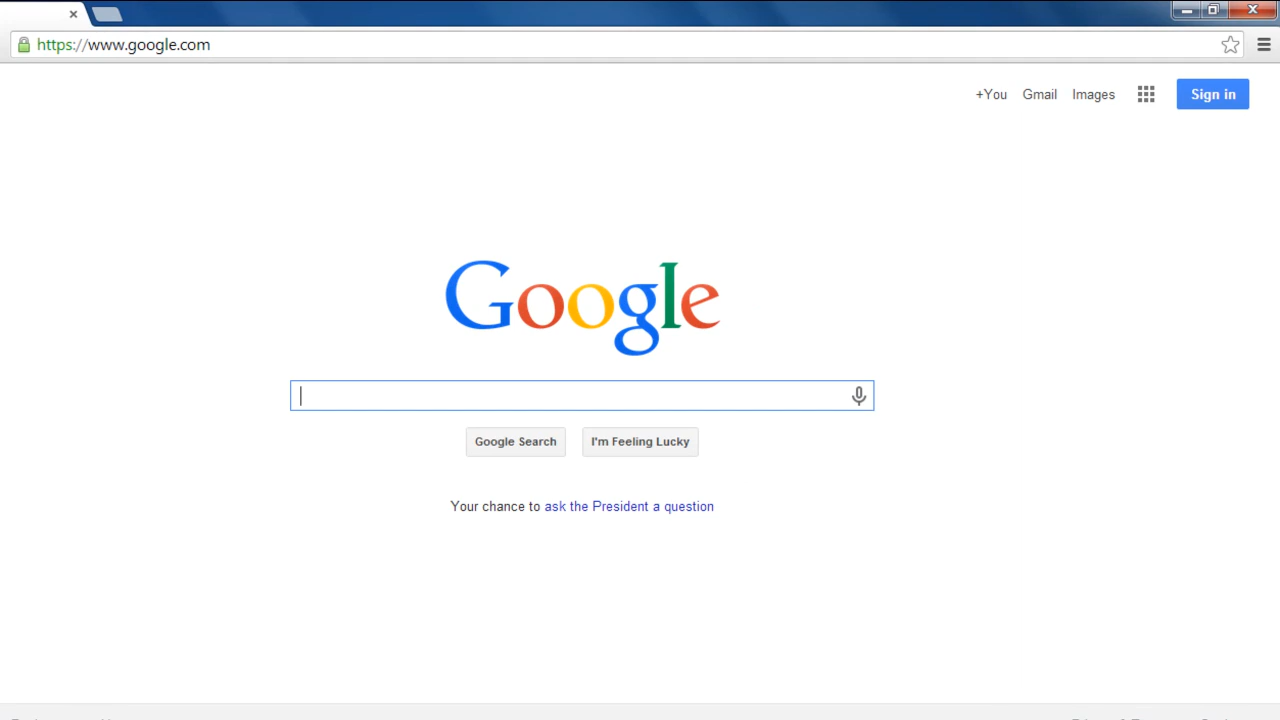 https://www.google.com
+You Gmail Images Sign in
Google
Google Search I'm Feeling Lucky
Your chance to ask the President a question